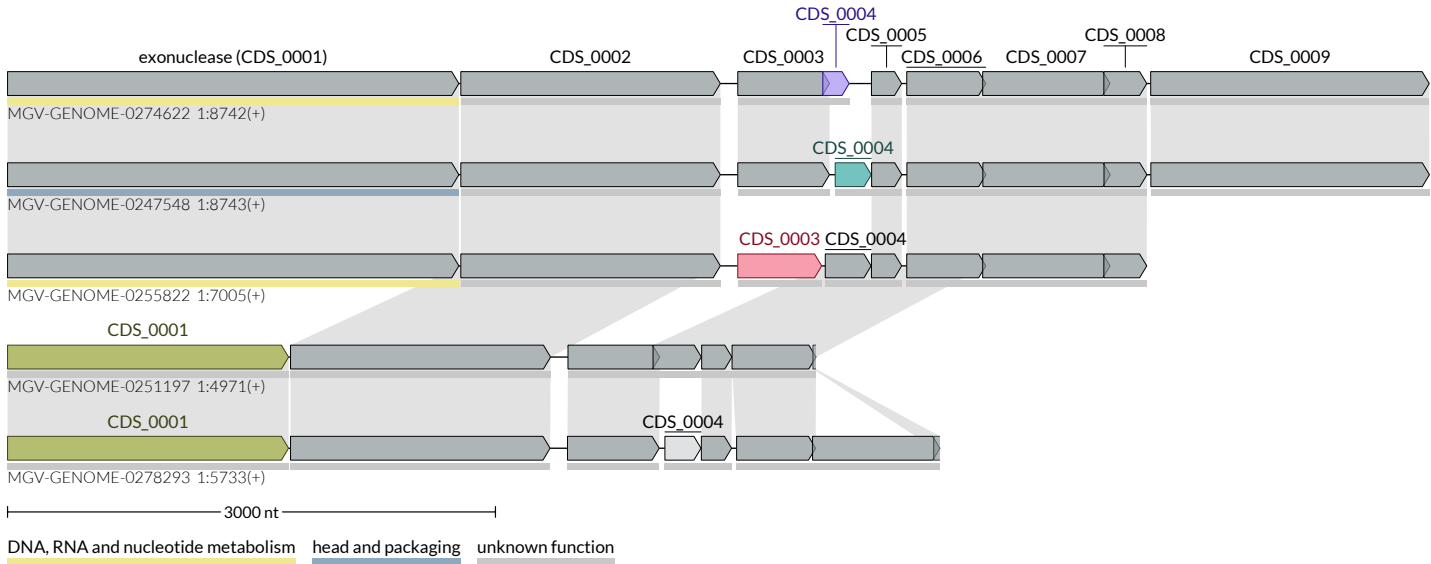 CDS_0004
CDS_0005 CDS_0008
exonuclease (CDS_0001) CDS_0002 CDS_0003 CDS_0006 CDS_0007 CDS_0009
MGV-GENOME-0274622 1:8742(+)
CDS_0004
MGV-GENOME-0247548 1:8743(+)
CDS_0003 CDS_0004
MGV-GENOME-0255822 1:7005(+)
CDS_0001
MGV-GENOME-0251197 1:4971(+)
CDS_0001 CDS_0004
MGV-GENOME-0278293 1:5733(+)
3000 nt
DNA, RNA and nucleotide metabolism head and packaging unknown function